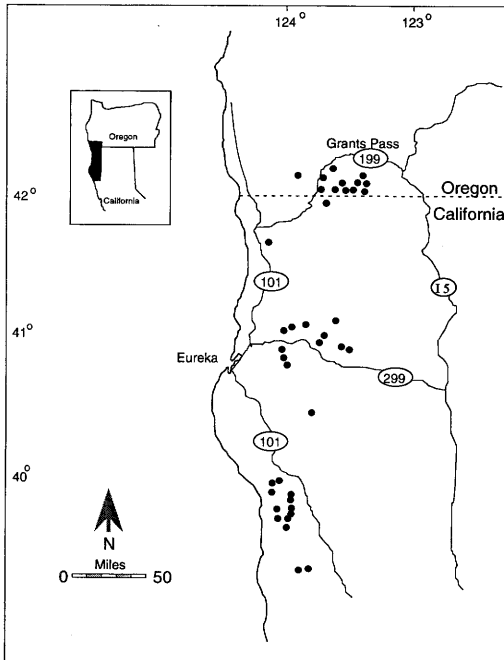 124° 123°
Oregon
California
Grants Pass
199
42°
Oregon
California
101
I5
41°
Eureka
299
101
40°
N
Miles
0 50